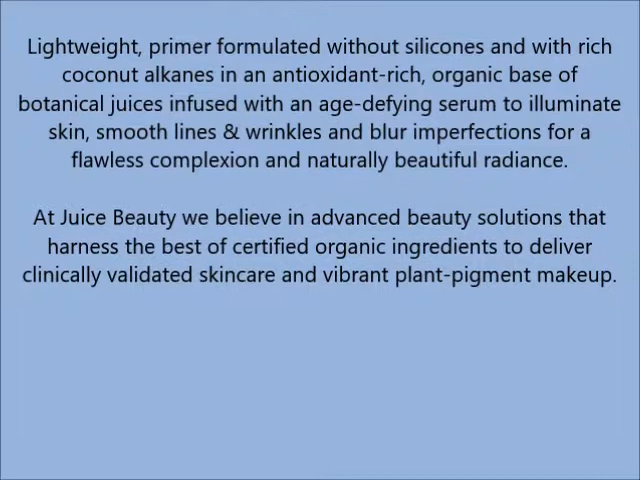 Lightweight, primer formulated without silicones and with rich
coconut alkanes in an antioxidant-rich, organic base of
botanical juices infused with an age-defying serum to illuminate
skin, smooth lines & wrinkles and blur imperfections for a
flawless complexion and naturally beautiful radiance.
At Juice Beauty we believe in advanced beauty solutions that
harness the best of certified organic ingredients to deliver
clinically validated skincare and vibrant plant-pigment makeup.